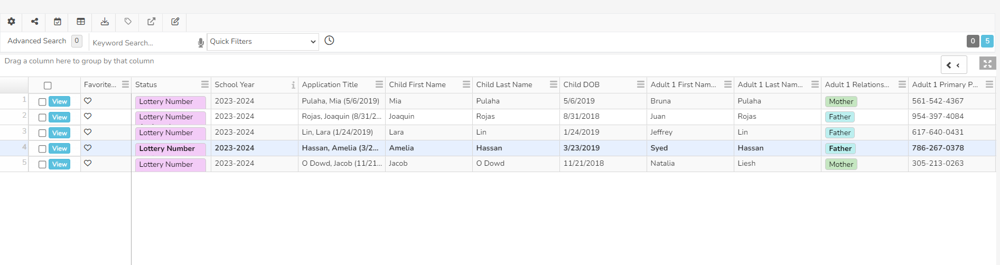 Advanced Search 0 Keyword Search... Quick Filters 0 5
Drag a column here to group by that column
Favorite... Status School Year Application Title Child First Name Child Last Name Child DOB Adult 1 First Nam... Adult 1 Last Nam... Adult 1 Relations... Adult 1 Primary P...
1 View Lottery Number 2023-2024 Pulaha, Mia (5/6/2019) Mia Pulaha 5/6/2019 Bruna Pulaha Mother 561-542-4367
2 View Lottery Number 2023-2024 Rojas, Joaquin (8/31/2... Joaquin Rojas 8/31/2018 Juan Rojas Father 954-397-4084
3 View Lottery Number 2023-2024 Lin, Lara (1/24/2019) Lara Lin 1/24/2019 Jeffrey Lin Father 617-640-0431
4 View Lottery Number 2023-2024 Hassan, Amelia (3/2... Amelia Hassan 3/23/2019 Syed Hassan Father 786-267-0378
5 View Lottery Number 2023-2024 O Dowd, Jacob (11/21... Jacob O Dowd 11/21/2018 Natalia Liesh Mother 305-213-0263